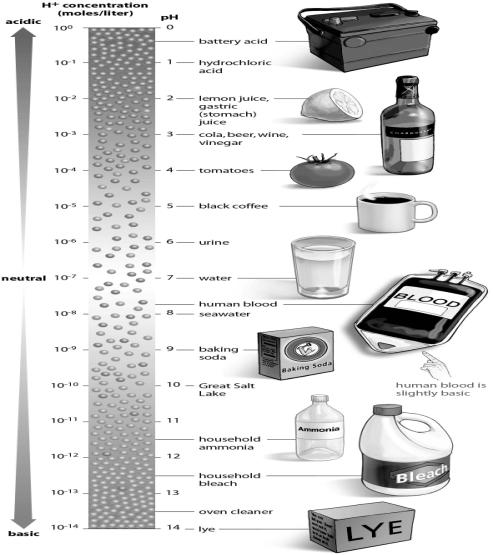 H⁺ concentration
(moles/liter)
pH
acidic
10⁰
0
battery acid
10⁻¹
1
hydrochloric
acid
10⁻²
2
lemon juice,
gastric
(stomach)
juice
10⁻³
3
cola, beer, wine,
vinegar
10⁻⁴
4
tomatoes
10⁻⁵
5
black coffee
10⁻⁶
6
urine
neutral
10⁻⁷
7
water
human blood
10⁻⁸
8
seawater
BLOOD
10⁻⁹
9
baking
soda
Baking Soda
human blood is
slightly basic
10⁻¹⁰
10
Great Salt
Lake
10⁻¹¹
11
household
ammonia
Ammonia
10⁻¹²
12
household
bleach
Bleach
10⁻¹³
13
oven cleaner
basic
10⁻¹⁴
14
lye
LYE